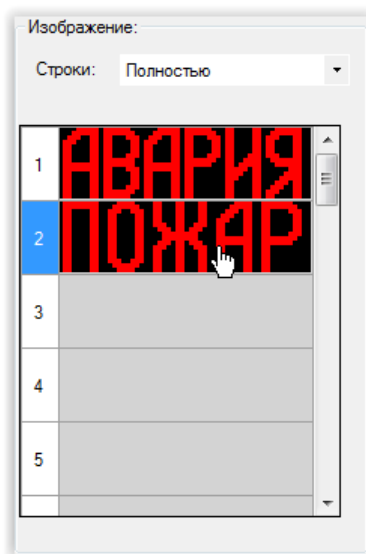 Изображение:
Строки: Полностью
1 АВАРИЯ
2 ПОЖАР
3
4
5